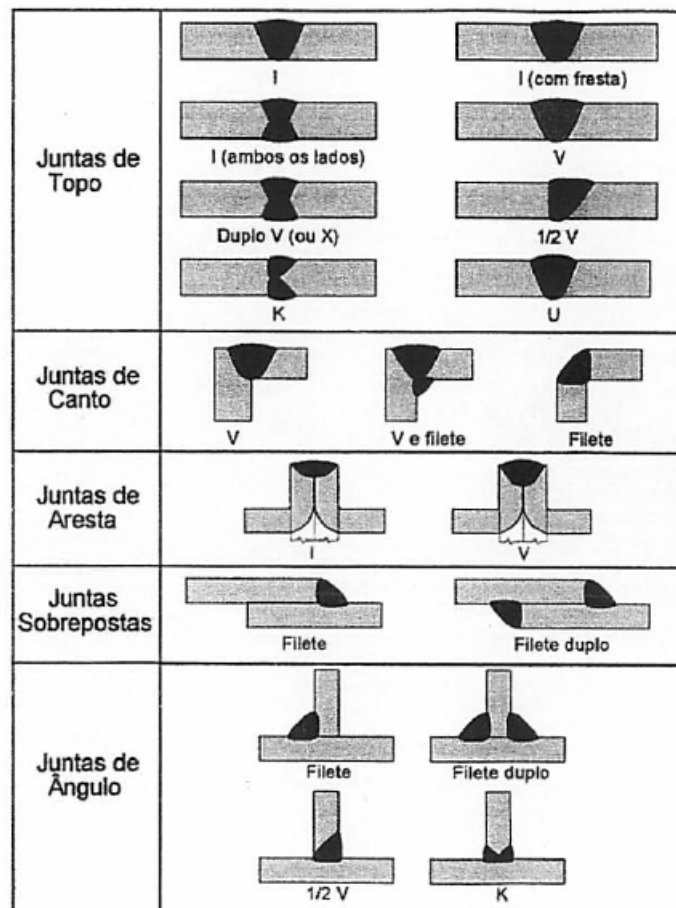 Juntas de
Topo
I
I (com fresta)
I (ambos os lados)
V
Duplo V (ou X)
1/2 V
K
U
Juntas de
Canto
V
V e filete
Filete
Juntas de
Aresta
I
V
Juntas
Sobrepostas
Filete
Filete duplo
Juntas de
Ângulo
Filete
Filete duplo
1/2 V
K